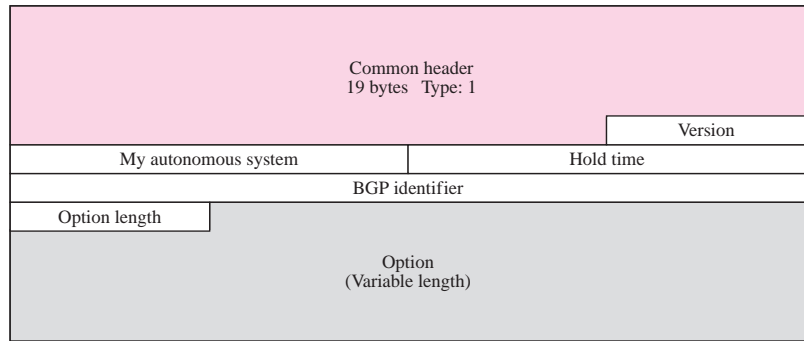 Common header
19 bytes Type: 1
Version
My autonomous system
Hold time
BGP identifier
Option length
Option
(Variable length)